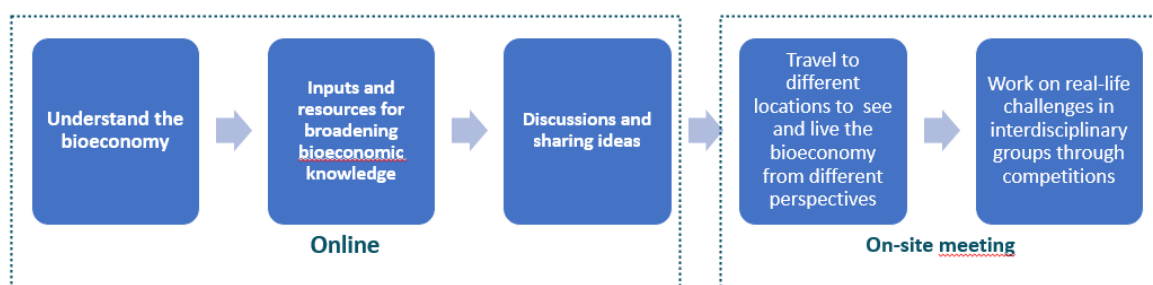 Understand the
bioeconomy
Inputs and
resources for
broadening
bioeconomic
knowledge
Discussions and
sharing ideas
Travel to
different
locations to see
and live the
bioeconomy
from different
perspectives
Work on real-life
challenges in
interdisciplinary
groups through
competitions
Online
On-site meeting